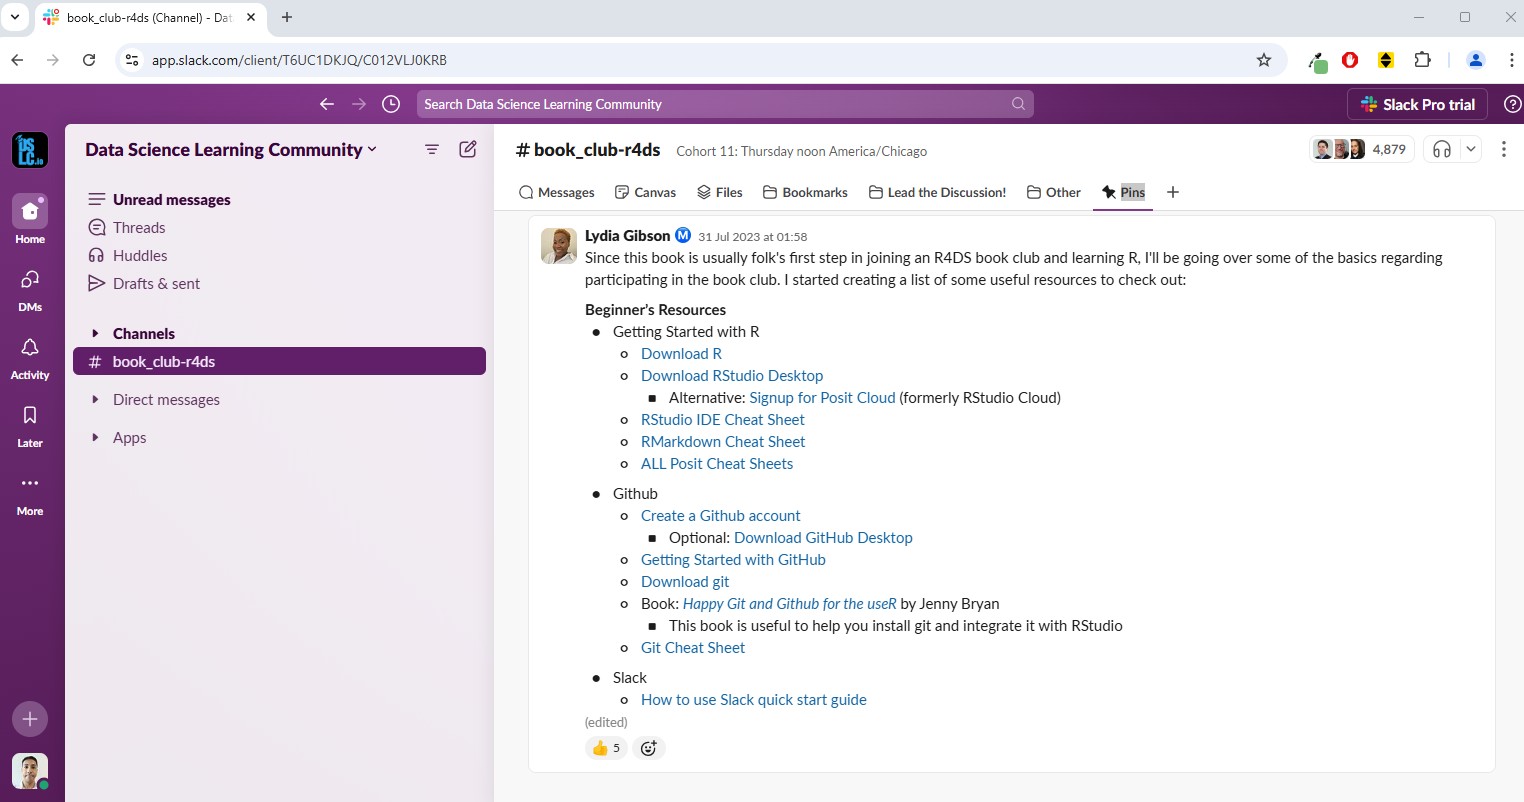 book_club-r4ds (Channel) - Dat
app.slack.com/client/T6UC1DKJQ/C012VLJ0KRB
Search Data Science Learning Community
Slack Pro trial
DSLC.io
Home
DMs
Activity
Later
More
Data Science Learning Community
Unread messages
Threads
Huddles
Drafts & sent
Channels
# book_club-r4ds
Direct messages
Apps
# book_club-r4ds Cohort 11: Thursday noon America/Chicago
4,879
Messages Canvas Files Bookmarks Lead the Discussion! Other Pins
Lydia Gibson M 31 Jul 2023 at 01:58
Since this book is usually folk's first step in joining an R4DS book club and learning R, I'll be going over some of the basics regarding
participating in the book club. I started creating a list of some useful resources to check out:
Beginner's Resources
Getting Started with R
Download R
Download RStudio Desktop
Alternative: Signup for Posit Cloud (formerly RStudio Cloud)
RStudio IDE Cheat Sheet
RMarkdown Cheat Sheet
ALL Posit Cheat Sheets
Github
Create a Github account
Optional: Download GitHub Desktop
Getting Started with GitHub
Download git
Book: Happy Git and Github for the useR by Jenny Bryan
This book is useful to help you install git and integrate it with RStudio
Git Cheat Sheet
Slack
How to use Slack quick start guide
(edited)
5